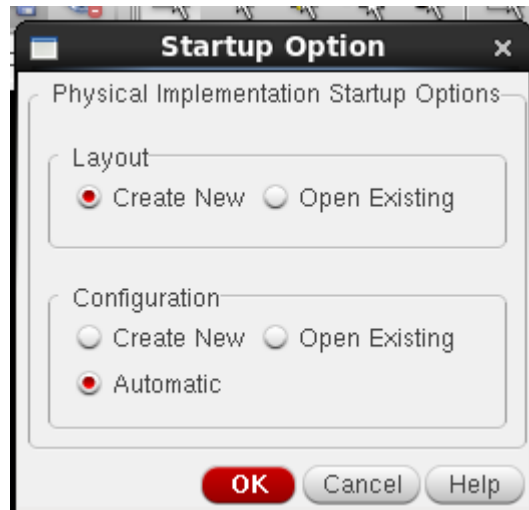 Startup Option
Physical Implementation Startup Options
Layout
Create New Open Existing
Configuration
Create New Open Existing
Automatic
OK Cancel Help